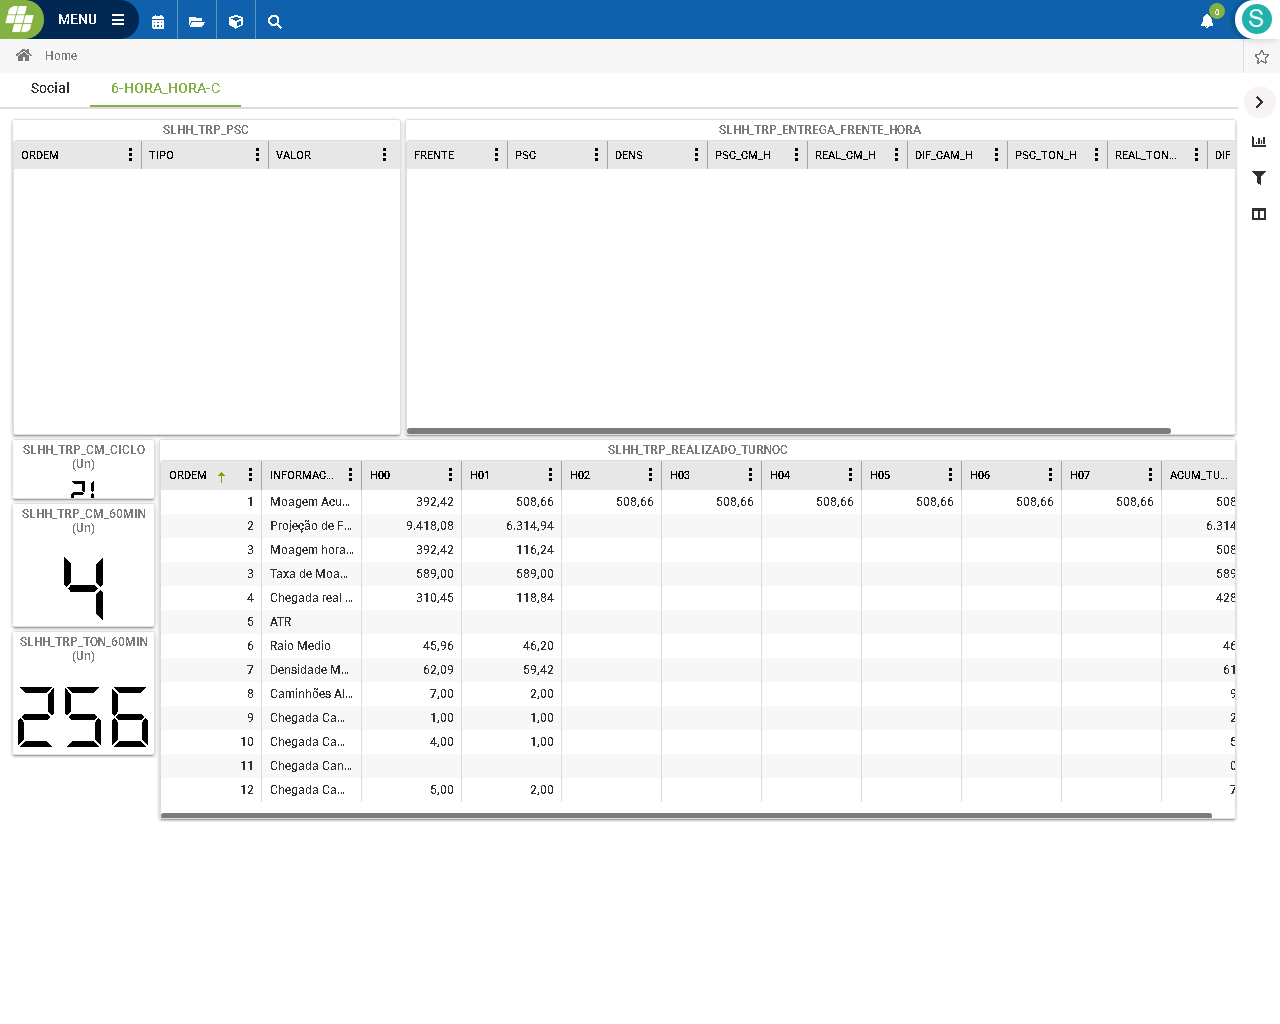 MENU
0
S
Home
Social 6-HORA_HORA-C
SLHH_TRP_PSC
ORDEM TIPO VALOR
SLHH_TRP_ENTREGA_FRENTE_HORA
FRENTE PSC DENS PSC_CM_H REAL_CM_H DIF_CAM_H PSC_TON_H REAL_TON... DIF
SLHH_TRP_CM_CICLO
(Un)
21
SLHH_TRP_CM_60MIN
(Un)
4
SLHH_TRP_TON_60MIN
(Un)
256
SLHH_TRP_REALIZADO_TURNOC
ORDEM INFORMAC... H00 H01 H02 H03 H04 H05 H06 H07 ACUM_TU...
1 Moagem Acu... 392,42 508,66 508,66 508,66 508,66 508,66 508,66 508,66 508
2 Projeção de F... 9.418,08 6.314,94 6.314
3 Moagem hora... 392,42 116,24 508
3 Taxa de Moa... 589,00 589,00 589
4 Chegada real ... 310,45 118,84 428
5 ATR
6 Raio Medio 45,96 46,20 46
7 Densidade M... 62,09 59,42 61
8 Caminhões Al... 7,00 2,00 9
9 Chegada Ca... 1,00 1,00 2
10 Chegada Ca... 4,00 1,00 5
11 Chegada Can... 0
12 Chegada Ca... 5,00 2,00 7